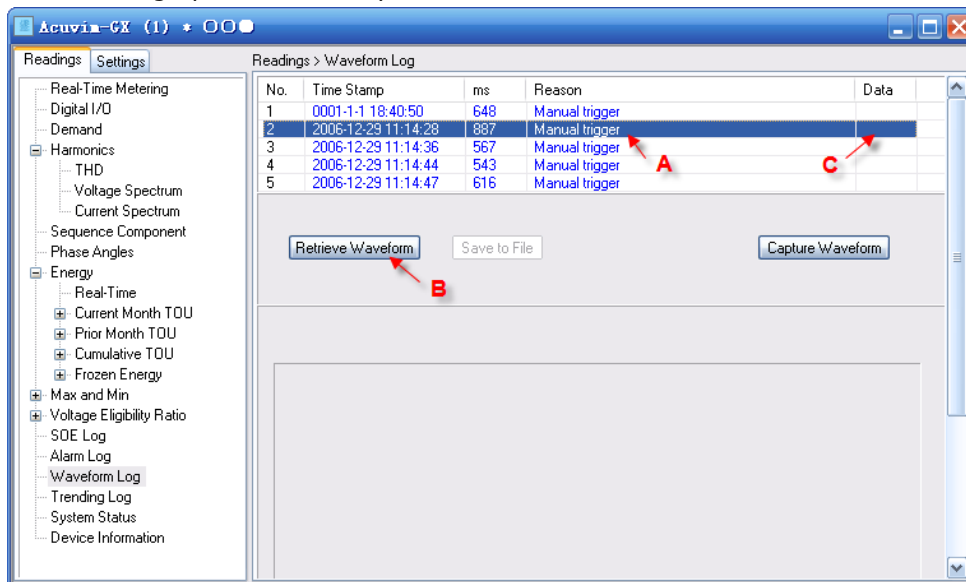 Acuvim-GX (1) *
Readings Settings
Readings > Waveform Log
Real-Time Metering
Digital I/O
Demand
Harmonics
THD
Voltage Spectrum
Current Spectrum
Sequence Component
Phase Angles
Energy
Real-Time
Current Month TOU
Prior Month TOU
Cumulative TOU
Frozen Energy
Max and Min
Voltage Eligibility Ratio
SOE Log
Alarm Log
Waveform Log
Trending Log
System Status
Device Information
No. Time Stamp ms Reason Data
1 0001-1-1 18:40:50 648 Manual trigger
2 2006-12-29 11:14:28 887 Manual trigger
3 2006-12-29 11:14:36 567 Manual trigger
4 2006-12-29 11:14:44 543 Manual trigger
5 2006-12-29 11:14:47 616 Manual trigger
A
C
Retrieve Waveform Save to File Capture Waveform
B